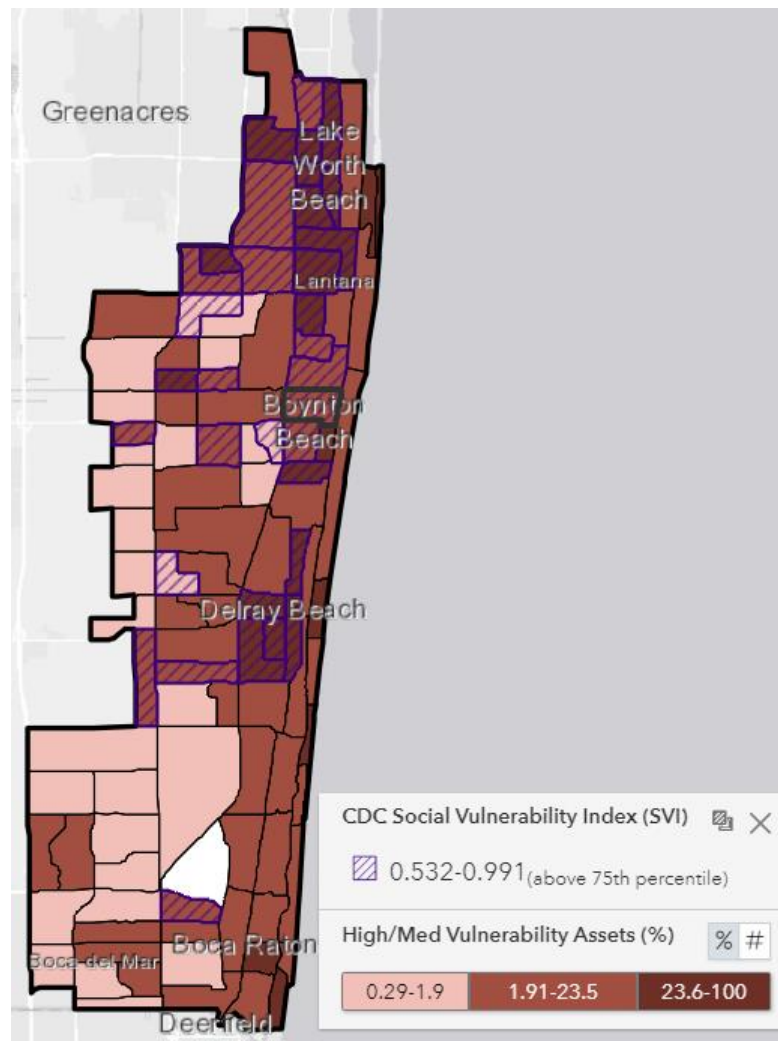 Greenacres
Lake
Worth
Beach
Lantana
Boynton
Beach
Delray Beach
Boca Raton
Boca del Mar
Deerfield
CDC Social Vulnerability Index (SVI)
0.532-0.991 (above 75th percentile)
High/Med Vulnerability Assets (%)
% #
0.29-1.9 1.91-23.5 23.6-100